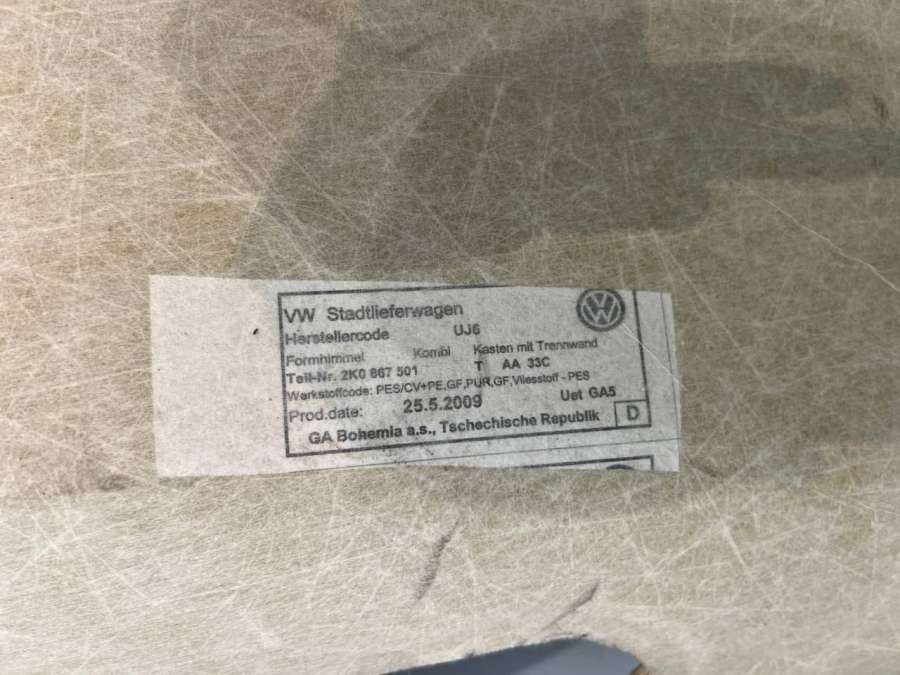 VW Stadtlieferwagen
Herstellercode UJ6
Formhimmel Kombi Kasten mit Trennwand
Teil-Nr. 2K0 867 501 T AA 33C
Werkstoffcode: PES/CV+PE,GF,PUR,GF,Vliesstoff - PES
Prod.date: 25.5.2009 Ust GA5
GA Bohemia a.s., Tschechische Republik D